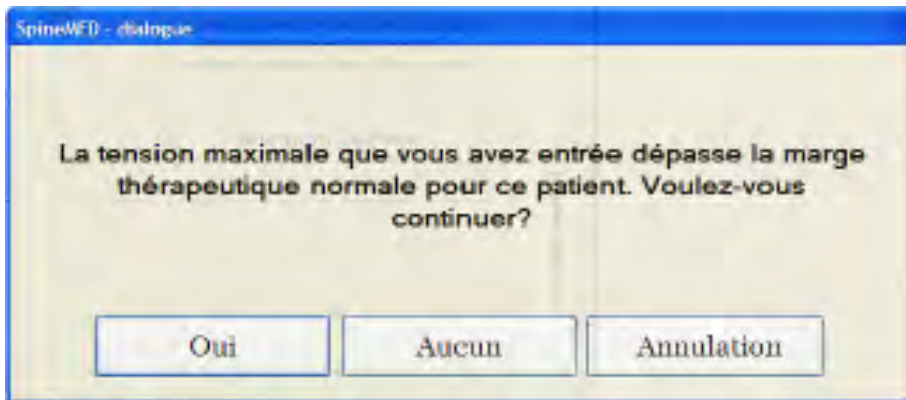 SpineMED - dialogue
La tension maximale que vous avez entrée dépasse la marge
thérapeutique normale pour ce patient. Voulez-vous
continuer?
Oui
Aucun
Annulation